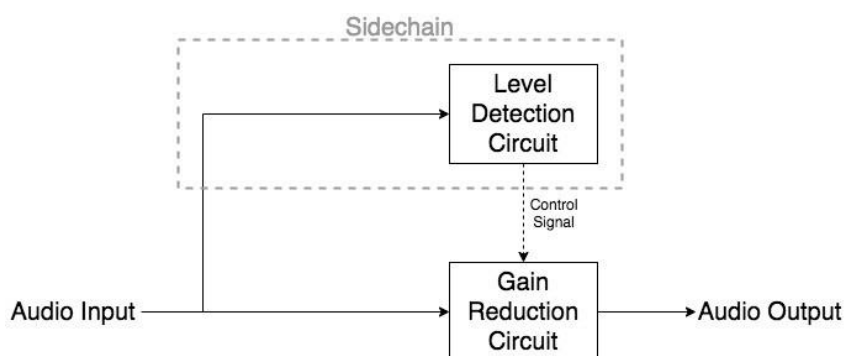 Sidechain
Level
Detection
Circuit
Control
Signal
Audio Input
Gain
Reduction
Circuit
Audio Output